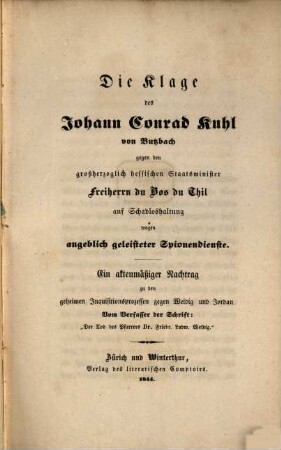 Die Klage
des
Johann Conrad Kuhl
von Butzbach
gegen den
großherzoglich hessischen Staatsminister
Freiherrn du Bos du Thil
auf Schadloshaltung
wegen
angeblich geleisteter Spionendienste.
Ein aktenmäßiger Nachtrag
zu den
geheimen Inquisitionsprozessen gegen Weidig und Jordan.
Vom Verfasser der Schrift:
„Der Tod des Pfarrers Dr. Friedr. Ludw. Weidig.“
Zürich und Winterthur,
Verlag des literarischen Comptoirs.
1844.